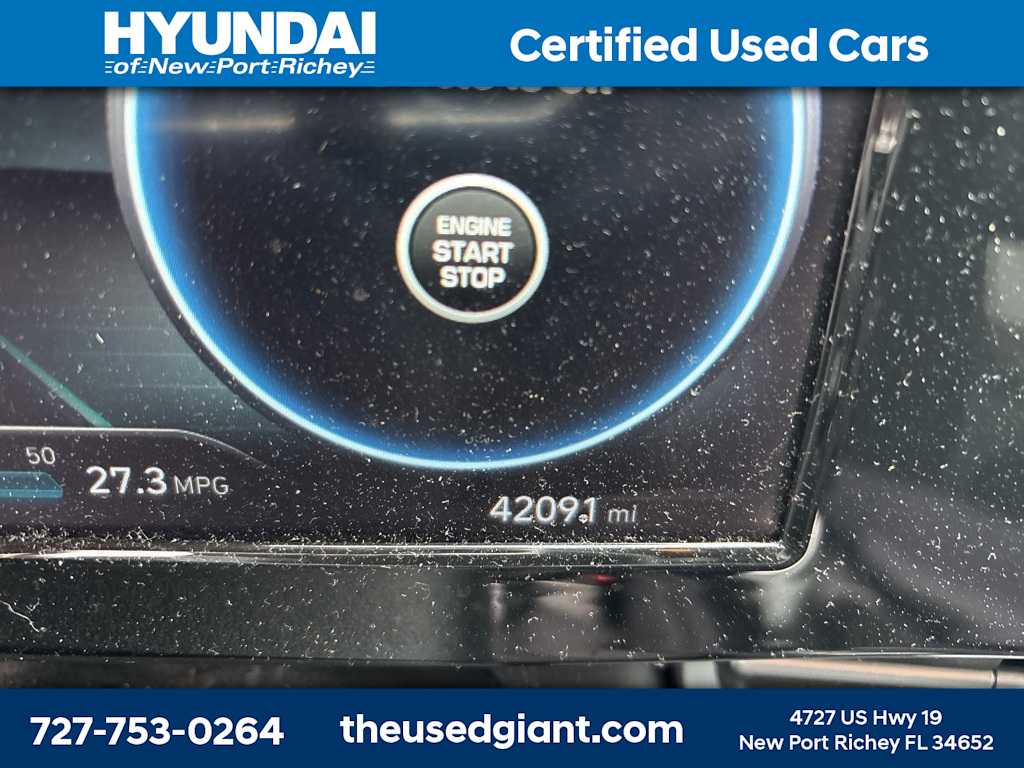 HYUNDAI
of New Port Richey
Certified Used Cars
ENGINE
START
STOP
50
27.3 MPG
42091 mi
727-753-0264
theusedgiant.com
4727 US Hwy 19
New Port Richey FL 34652